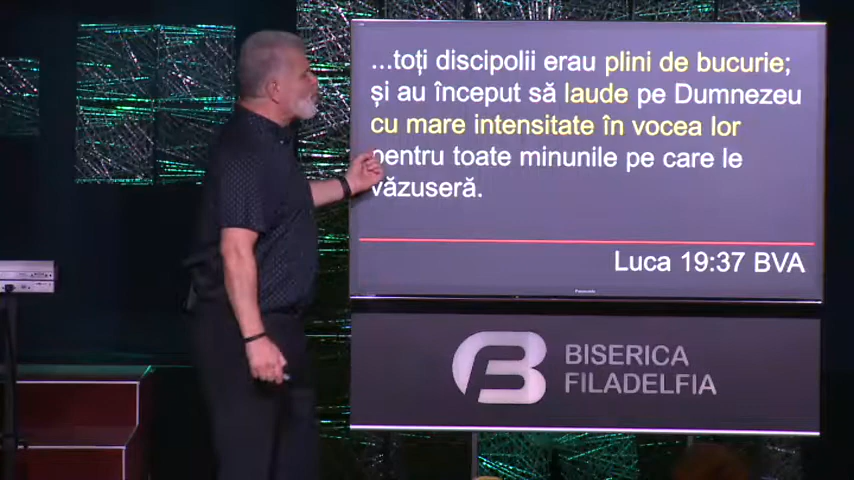 ...toți discipolii erau plini de bucurie;
și au început să laude pe Dumnezeu
cu mare intensitate în vocea lor
pentru toate minunile pe care le
văzuseră.
Luca 19:37 BVA
Panasonic
BISERICA
FILADELFIA